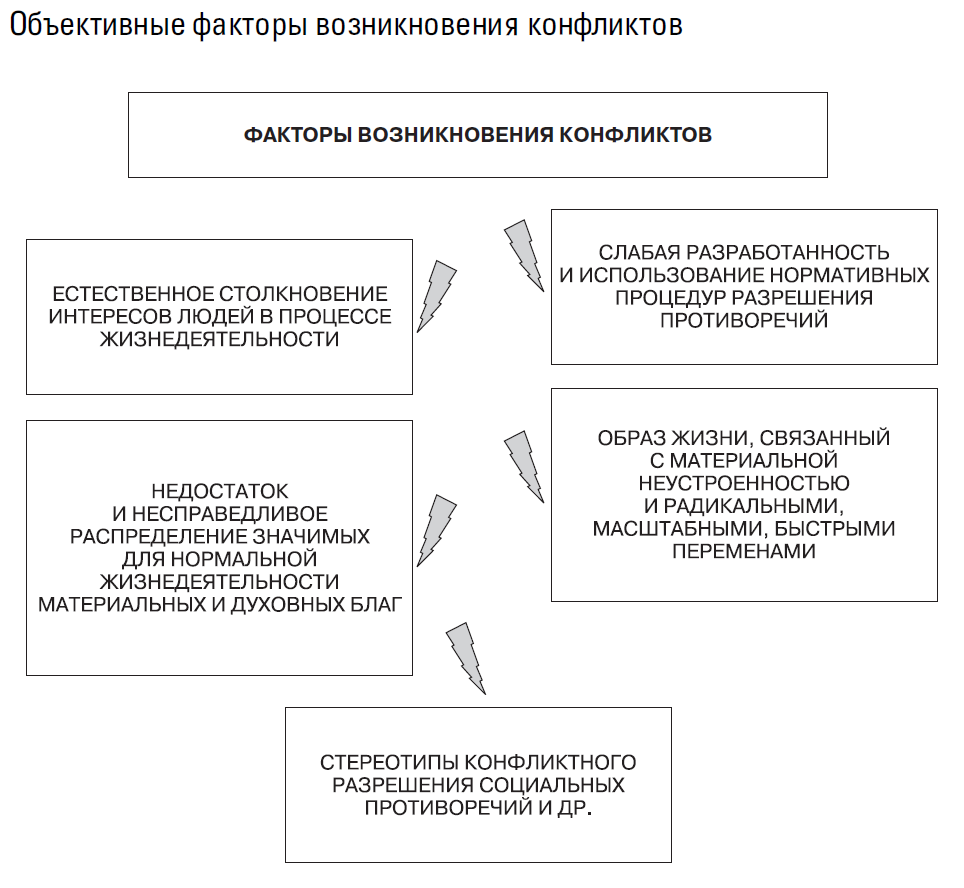 Объективные факторы возникновения конфликтов
ФАКТОРЫ ВОЗНИКНОВЕНИЯ КОНФЛИКТОВ
ЕСТЕСТВЕННОЕ СТОЛКНОВЕНИЕ
ИНТЕРЕСОВ ЛЮДЕЙ В ПРОЦЕССЕ
ЖИЗНЕДЕЯТЕЛЬНОСТИ
СЛАБАЯ РАЗРАБОТАННОСТЬ
И ИСПОЛЬЗОВАНИЕ НОРМАТИВНЫХ
ПРОЦЕДУР РАЗРЕШЕНИЯ
ПРОТИВОРЕЧИЙ
НЕДОСТАТОК
И НЕСПРАВЕДЛИВОЕ
РАСПРЕДЕЛЕНИЕ ЗНАЧИМЫХ
ДЛЯ НОРМАЛЬНОЙ
ЖИЗНЕДЕЯТЕЛЬНОСТИ
МАТЕРИАЛЬНЫХ И ДУХОВНЫХ БЛАГ
ОБРАЗ ЖИЗНИ, СВЯЗАННЫЙ
С МАТЕРИАЛЬНОЙ
НЕУСТРОЕННОСТЬЮ
И РАДИКАЛЬНЫМИ,
МАСШТАБНЫМИ, БЫСТРЫМИ
ПЕРЕМЕНАМИ
СТЕРЕОТИПЫ КОНФЛИКТНОГО
РАЗРЕШЕНИЯ СОЦИАЛЬНЫХ
ПРОТИВОРЕЧИЙ И ДР.